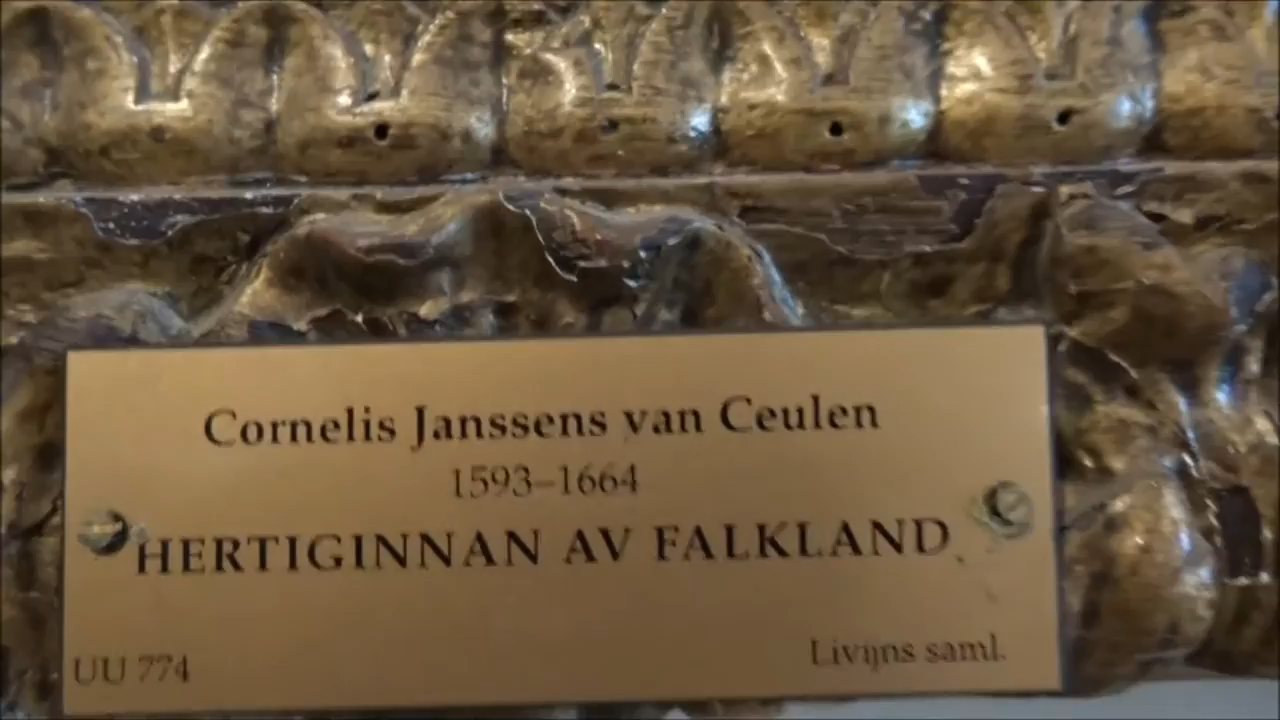 Cornelis Janssens van Ceulen
1593–1664
HERTIGINNAN AV FALKLAND
UU 774
Livijns saml.